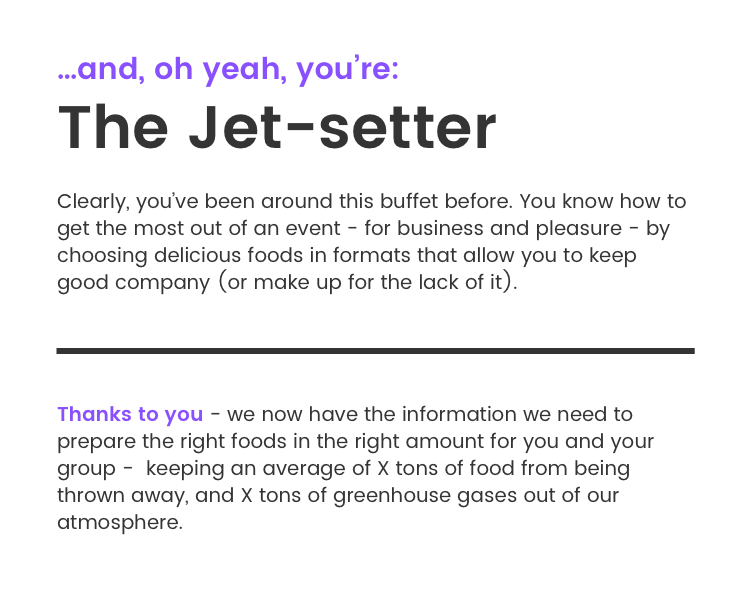 ...and, oh yeah, you're:
The Jet-setter
Clearly, you've been around this buffet before. You know how to
get the most out of an event - for business and pleasure - by
choosing delicious foods in formats that allow you to keep
good company (or make up for the lack of it).
Thanks to you - we now have the information we need to
prepare the right foods in the right amount for you and your
group -  keeping an average of X tons of food from being
thrown away, and X tons of greenhouse gases out of our
atmosphere.